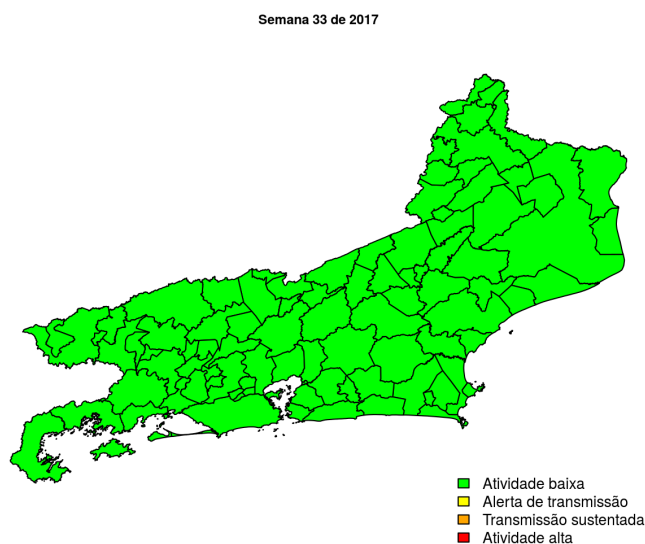 Semana 33 de 2017
Atividade baixa
Alerta de transmissão
Transmissão sustentada
Atividade alta